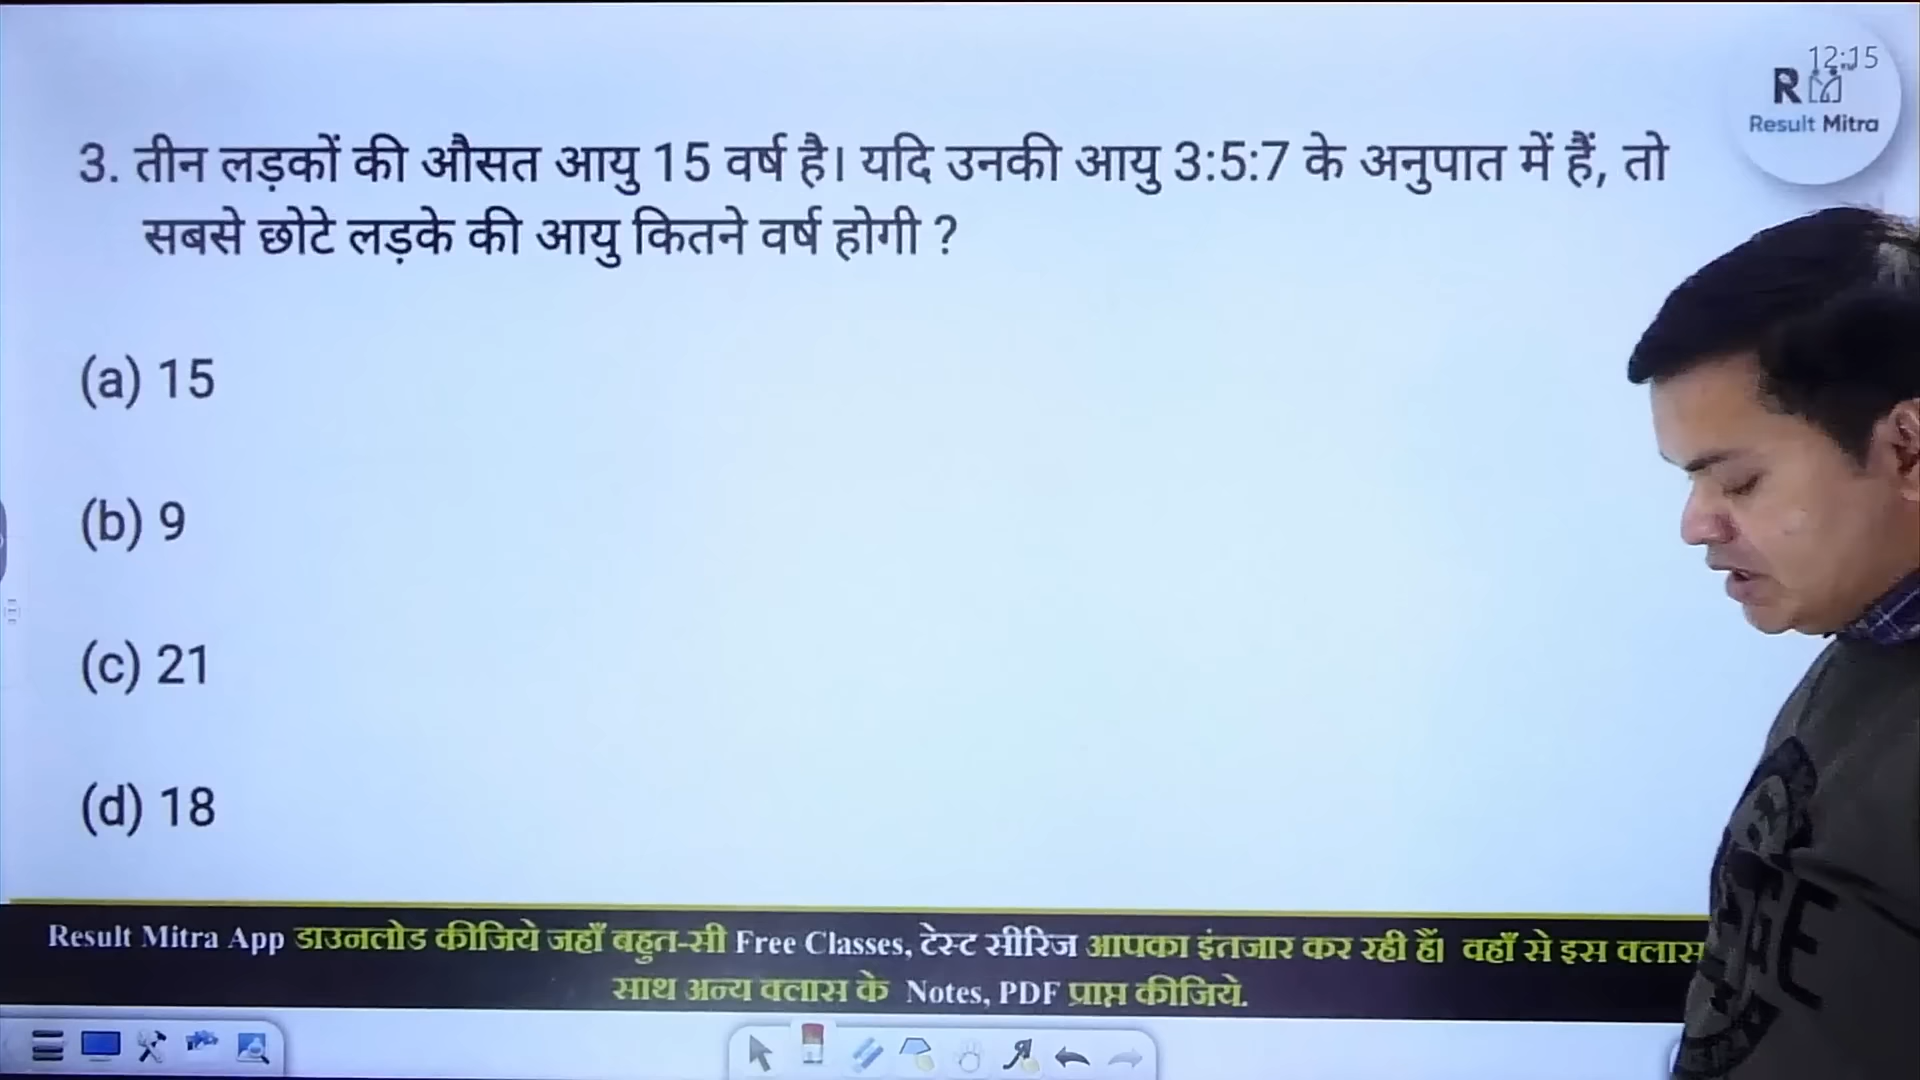 12:15
RM
Result Mitra
3. तीन लड़कों की औसत आयु 15 वर्ष है। यदि उनकी आयु 3:5:7 के अनुपात में हैं, तो
सबसे छोटे लड़के की आयु कितने वर्ष होगी ?
(a) 15
(b) 9
(c) 21
(d) 18
Result Mitra App डाउनलोड कीजिये जहाँ बहुत-सी Free Classes, टेस्ट सीरिज आपका इंतजार कर रही हैं। वहाँ से इस क्लास
साथ अन्य क्लास के Notes, PDF प्राप्त कीजिये.